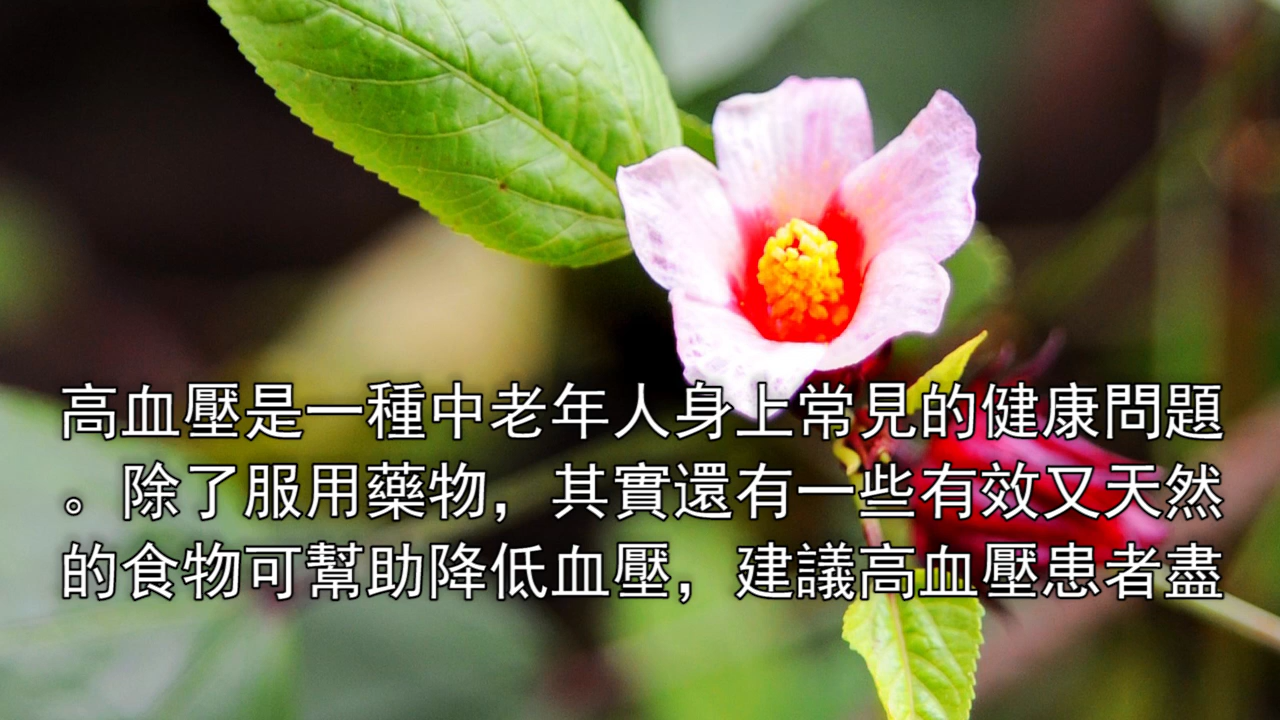 高血壓是一種中老年人身上常見的健康問題
。除了服用藥物，其實還有一些有效又天然
的食物可幫助降低血壓，建議高血壓患者盡